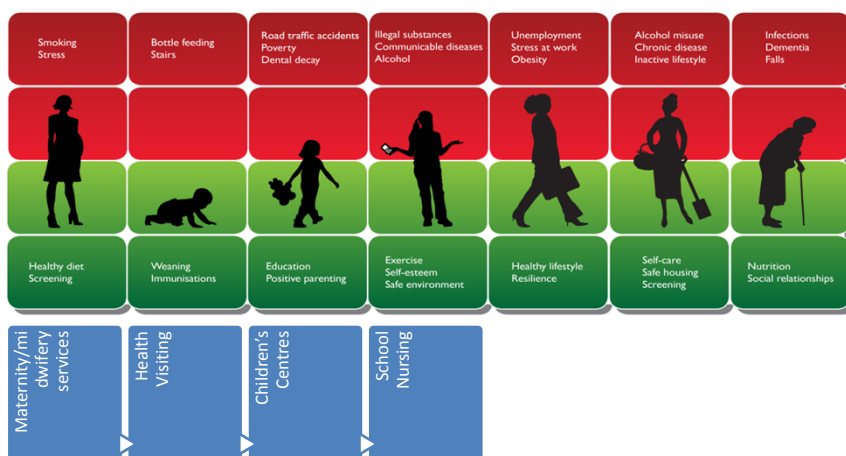 Smoking
Stress
Bottle feeding
Stairs
Road traffic accidents
Poverty
Dental decay
Illegal substances
Communicable diseases
Alcohol
Unemployment
Stress at work
Obesity
Alcohol misuse
Chronic disease
Inactive lifestyle
Infections
Dementia
Falls
Healthy diet
Screening
Weaning
Immunisations
Education
Positive parenting
Exercise
Self-esteem
Safe environment
Healthy lifestyle
Resilience
Self-care
Safe housing
Screening
Nutrition
Social relationships
Maternity/mi
dwifery
services
Health
Visiting
Children's
Centres
School
Nursing